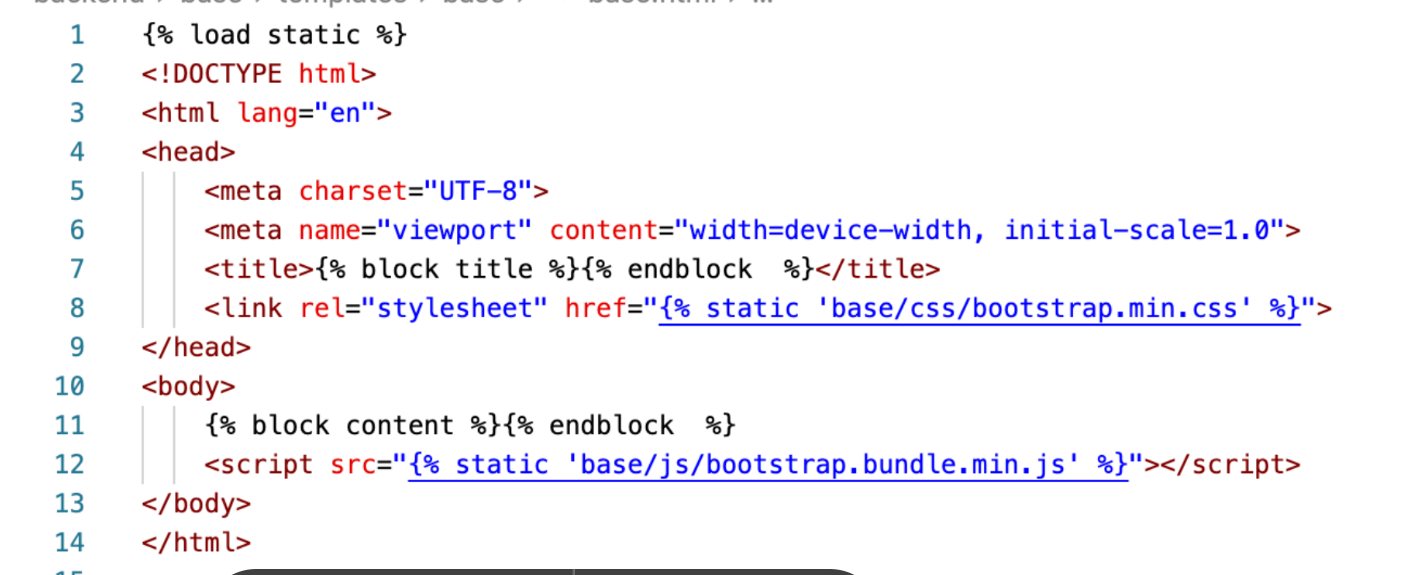 1 {% load static %}
2 <!DOCTYPE html>
3 <html lang="en">
4 <head>
5     <meta charset="UTF-8">
6     <meta name="viewport" content="width=device-width, initial-scale=1.0">
7     <title>{% block title %}{% endblock  %}</title>
8     <link rel="stylesheet" href="{% static 'base/css/bootstrap.min.css' %}">
9 </head>
10 <body>
11     {% block content %}{% endblock  %}
12     <script src="{% static 'base/js/bootstrap.bundle.min.js' %}"></script>
13 </body>
14 </html>